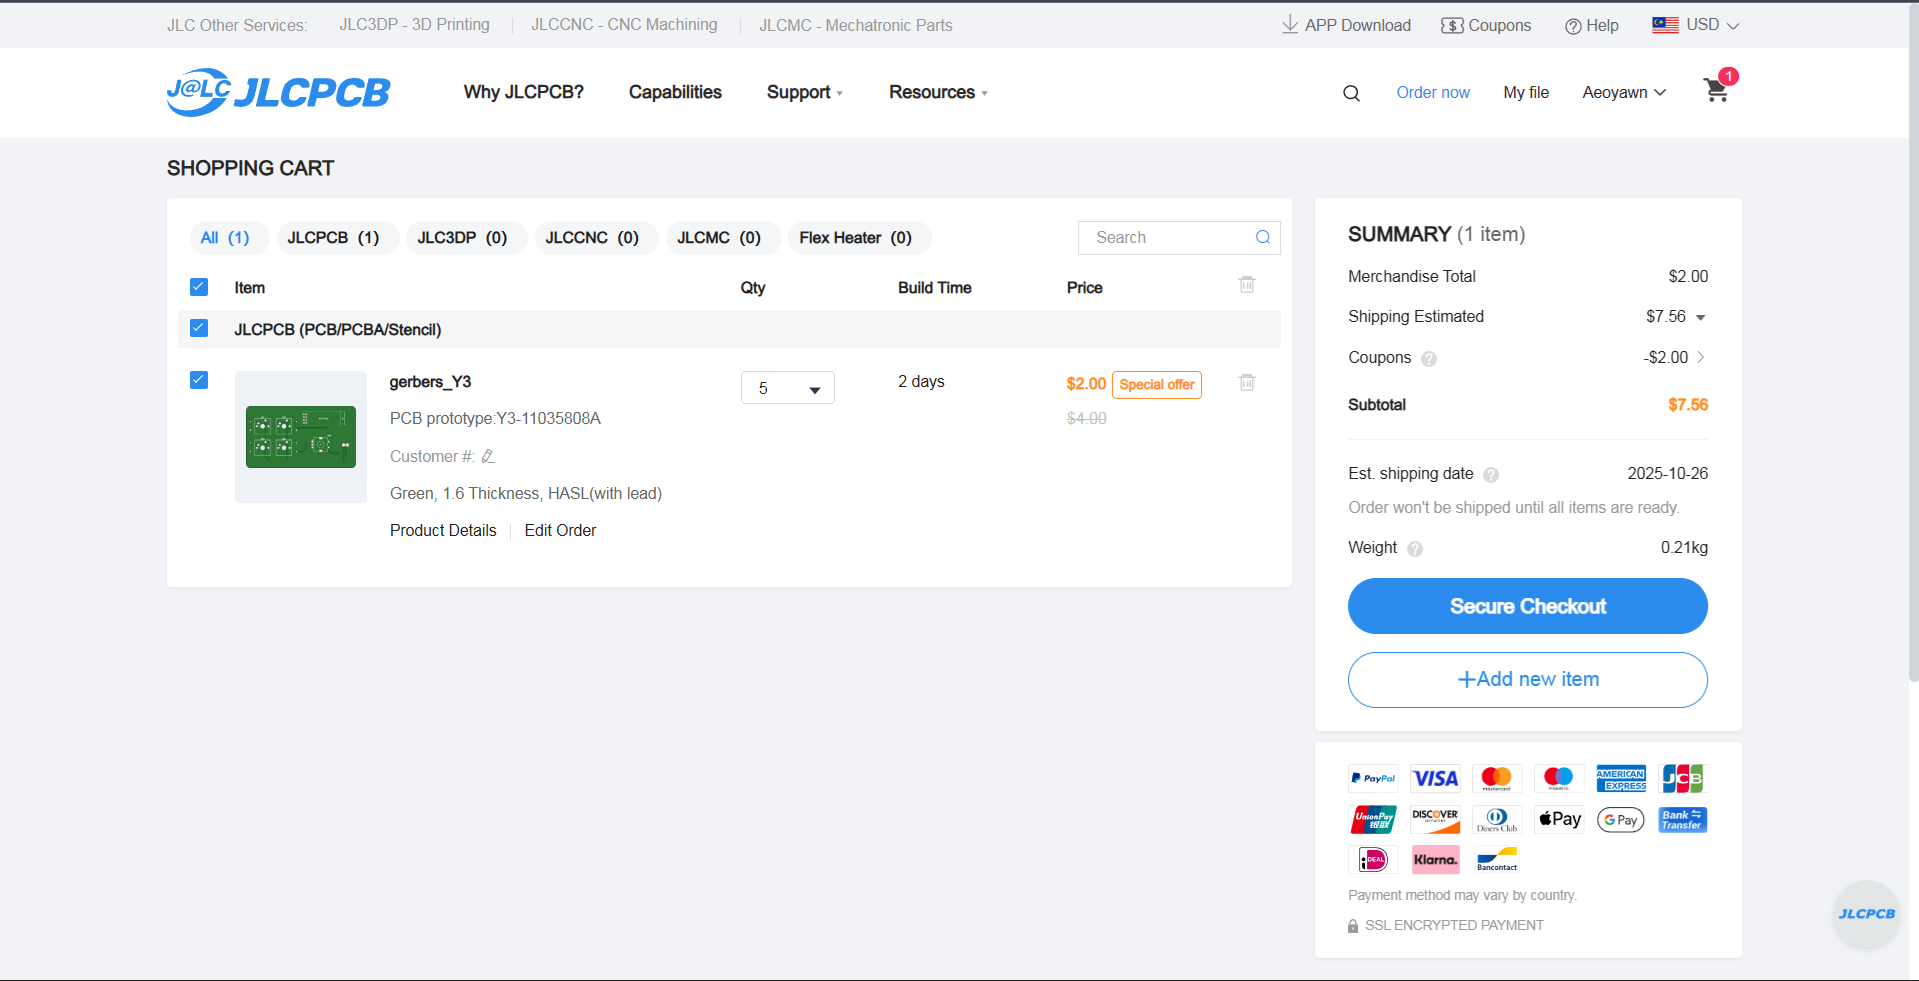 JLC Other Services: JLC3DP - 3D Printing JLCCNC - CNC Machining JLCMC - Mechatronic Parts APP Download Coupons Help USD
J@LC JLCPCB Why JLCPCB? Capabilities Support Resources Order now My file Aeoyawn 1
SHOPPING CART
All (1) JLCPCB (1) JLC3DP (0) JLCCNC (0) JLCMC (0) Flex Heater (0) Search
Item Qty Build Time Price
JLCPCB (PCB/PCBA/Stencil)
gerbers_Y3 5 2 days $2.00 Special offer
PCB prototype:Y3-11035808A $4.00
Customer #:
Green, 1.6 Thickness, HASL(with lead)
Product Details Edit Order
SUMMARY (1 item)
Merchandise Total $2.00
Shipping Estimated $7.56
Coupons ? -$2.00
Subtotal $7.56
Est. shipping date ? 2025-10-26
Order won't be shipped until all items are ready.
Weight ? 0.21kg
Secure Checkout
+Add new item
PayPal VISA mastercard maestro AMERICAN EXPRESS JCB
UnionPay 银联 DISCOVER NETWORK Diners Club Pay G Pay Bank Transfer
iDEAL Klarna. Bancontact
Payment method may vary by country.
SSL ENCRYPTED PAYMENT
JLCPCB